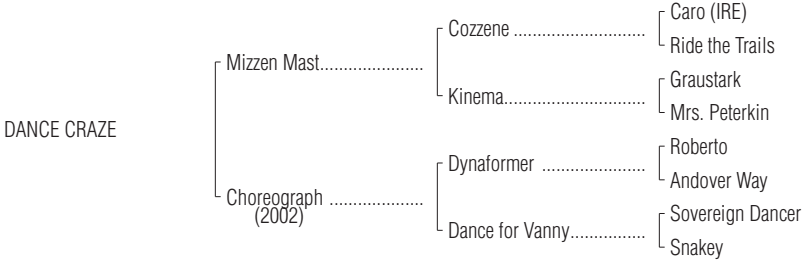 Caro (IRE)
Cozzene ............................
Ride the Trails
Mizzen Mast......................
Graustark
Kinema..............................
Mrs. Peterkin
DANCE CRAZE
Roberto
Dynaformer ......................
Andover Way
Choreograph ....................
(2002)
Sovereign Dancer
Dance for Vanny................
Snakey